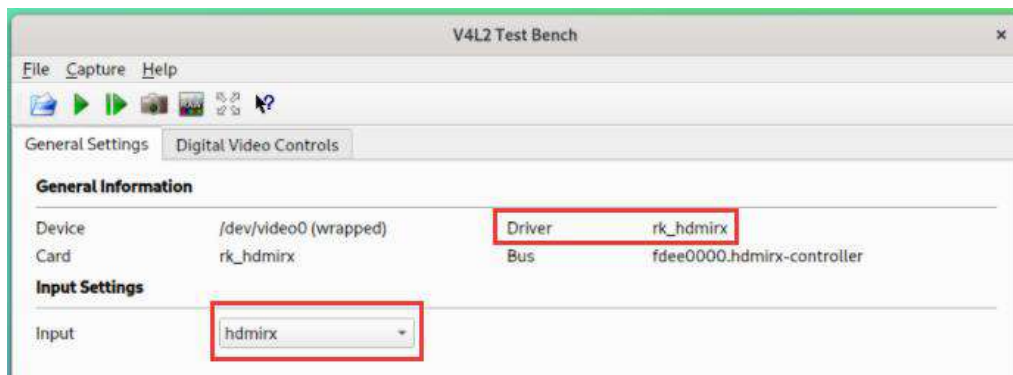 V4L2 Test Bench
File Capture Help
General Settings Digital Video Controls
General Information
Device /dev/video0 (wrapped) Driver rk_hdmirx
Card rk_hdmirx Bus fdee0000.hdmirx-controller
Input Settings
Input hdmirx